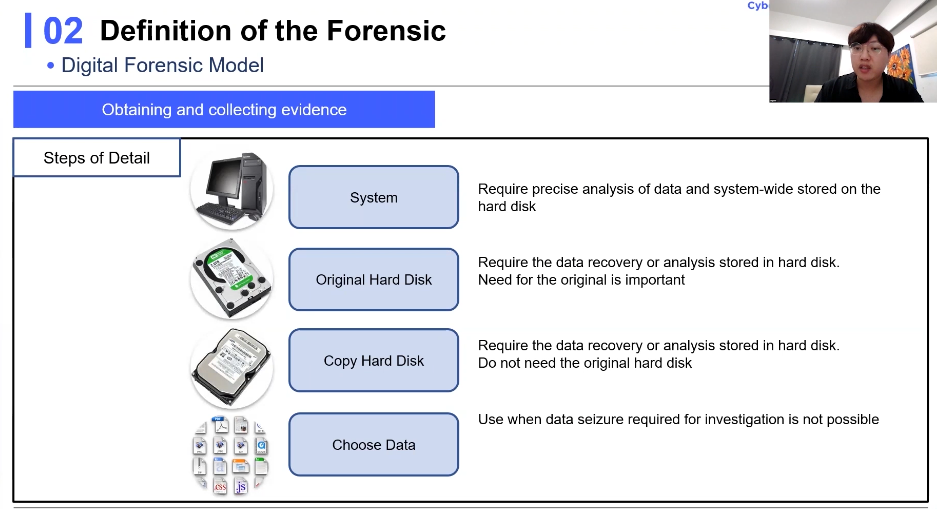 02 Definition of the Forensic
• Digital Forensic Model
Obtaining and collecting evidence
Steps of Detail
System
Require precise analysis of data and system-wide stored on the
hard disk
Original Hard Disk
Require the data recovery or analysis stored in hard disk.
Need for the original is important
Copy Hard Disk
Require the data recovery or analysis stored in hard disk.
Do not need the original hard disk
Choose Data
Use when data seizure required for investigation is not possible
css
.js